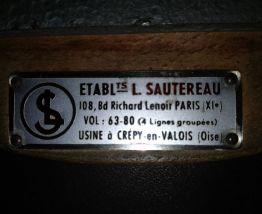 LS
ETABLTS L. SAUTEREAU
108, Bd Richard Lenoir PARIS (XIe)
VOL : 63-80 (4 Lignes groupées)
USINE à CRÉPY-en-VALOIS (Oise)